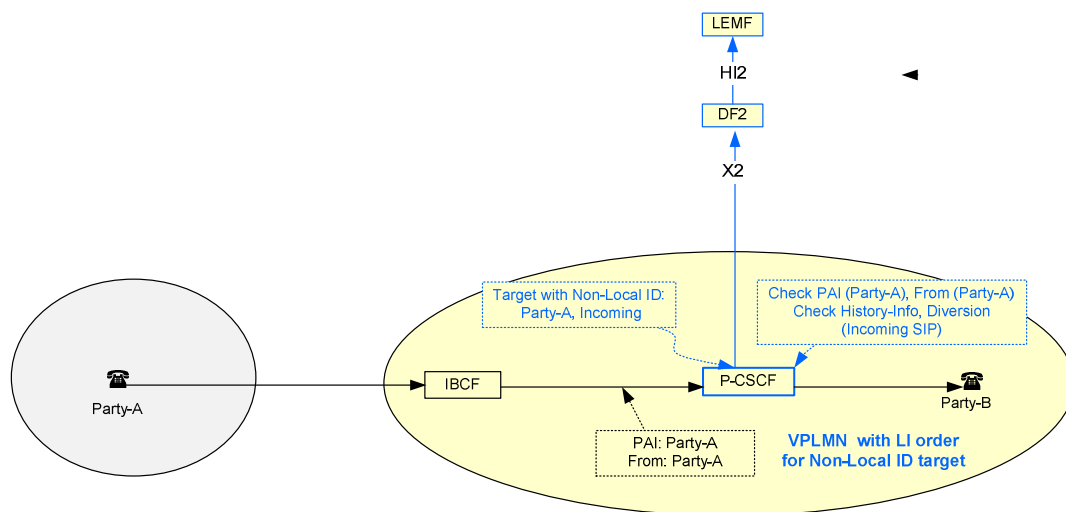 LEMF
HI2
DF2
X2
Target with Non-Local ID:
Party-A, Incoming
Check PAI (Party-A), From (Party-A)
Check History-Info, Diversion
(Incoming SIP)
IBCF
P-CSCF
Party-A
Party-B
PAI: Party-A
From: Party-A
VPLMN with LI order
for Non-Local ID target